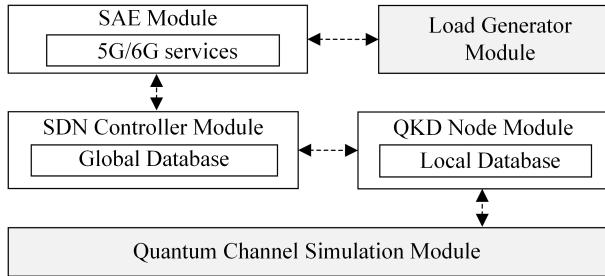 SAE Module
5G/6G services
Load Generator
Module
SDN Controller Module
Global Database
QKD Node Module
Local Database
Quantum Channel Simulation Module